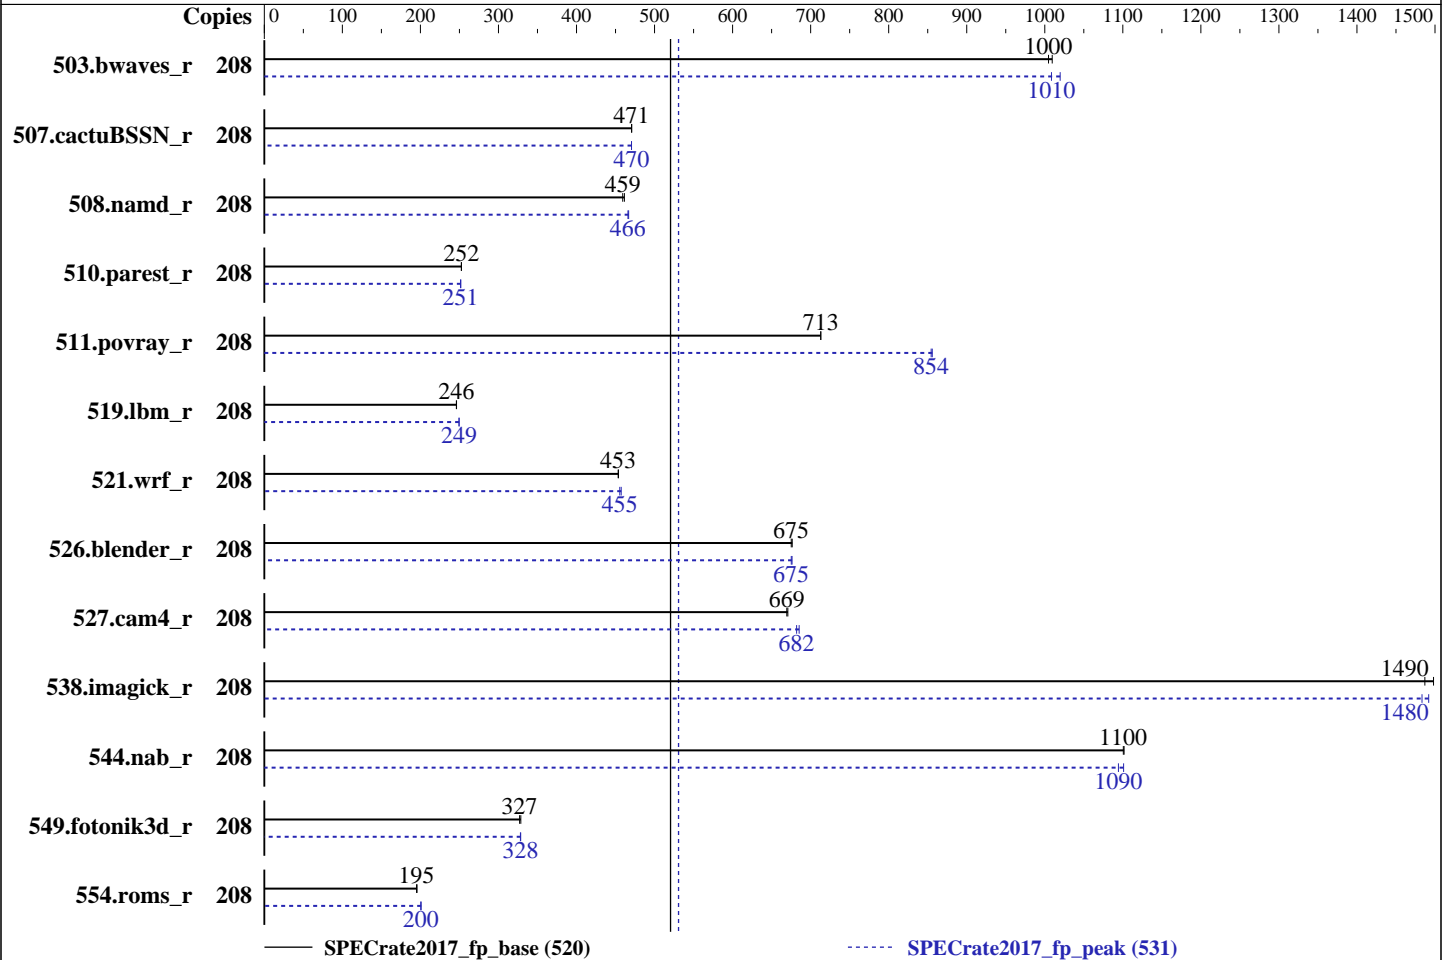 Copies 0 100 200 300 400 500 600 700 800 900 1000 1100 1200 1300 1400 1500
1000
503.bwaves_r 208
1010
471
507.cactuBSSN_r 208
470
459
508.namd_r 208
466
252
510.parest_r 208
251
713
511.povray_r 208
854
246
519.lbm_r 208
249
453
521.wrf_r 208
455
675
526.blender_r 208
675
669
527.cam4_r 208
682
1490
538.imagick_r 208
1480
1100
544.nab_r 208
1090
327
549.fotonik3d_r 208
328
195
554.roms_r 208
200
SPECrate2017_fp_base (520) SPECrate2017_fp_peak (531)